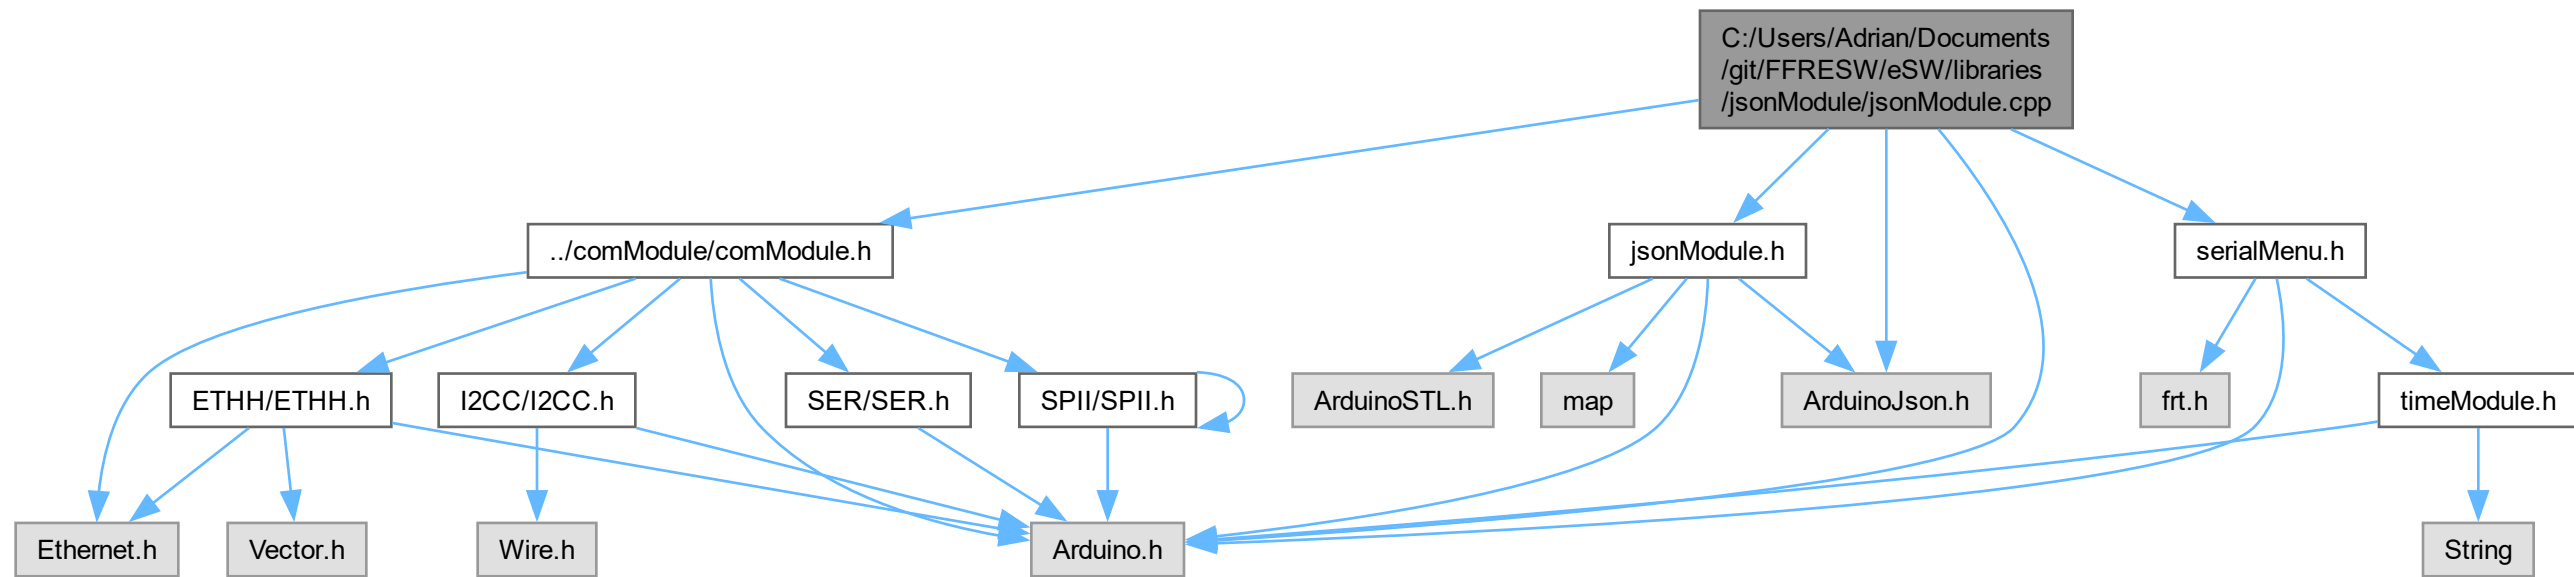 C:/Users/Adrian/Documents
/git/FFRESW/eSW/libraries
/jsonModule/jsonModule.cpp
../comModule/comModule.h
jsonModule.h
serialMenu.h
ETHH/ETHH.h
I2CC/I2CC.h
SER/SER.h
SPII/SPII.h
ArduinoSTL.h
map
ArduinoJson.h
frt.h
timeModule.h
Ethernet.h
Vector.h
Wire.h
Arduino.h
String